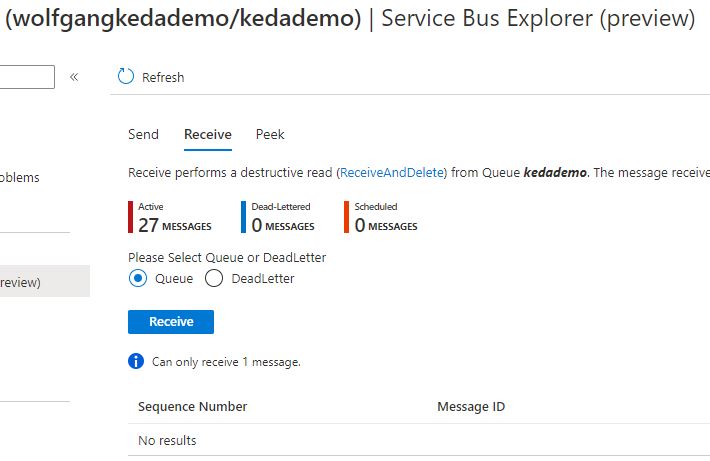 (wolfgangkedademo/kedademo) | Service Bus Explorer (preview)
« Refresh
Send Receive Peek
Receive performs a destructive read (ReceiveAndDelete) from Queue kedademo. The message receive
oblems
Active Dead-Lettered Scheduled
27 MESSAGES 0 MESSAGES 0 MESSAGES
Please Select Queue or DeadLetter
review) Queue DeadLetter
Receive
Can only receive 1 message.
Sequence Number Message ID
No results